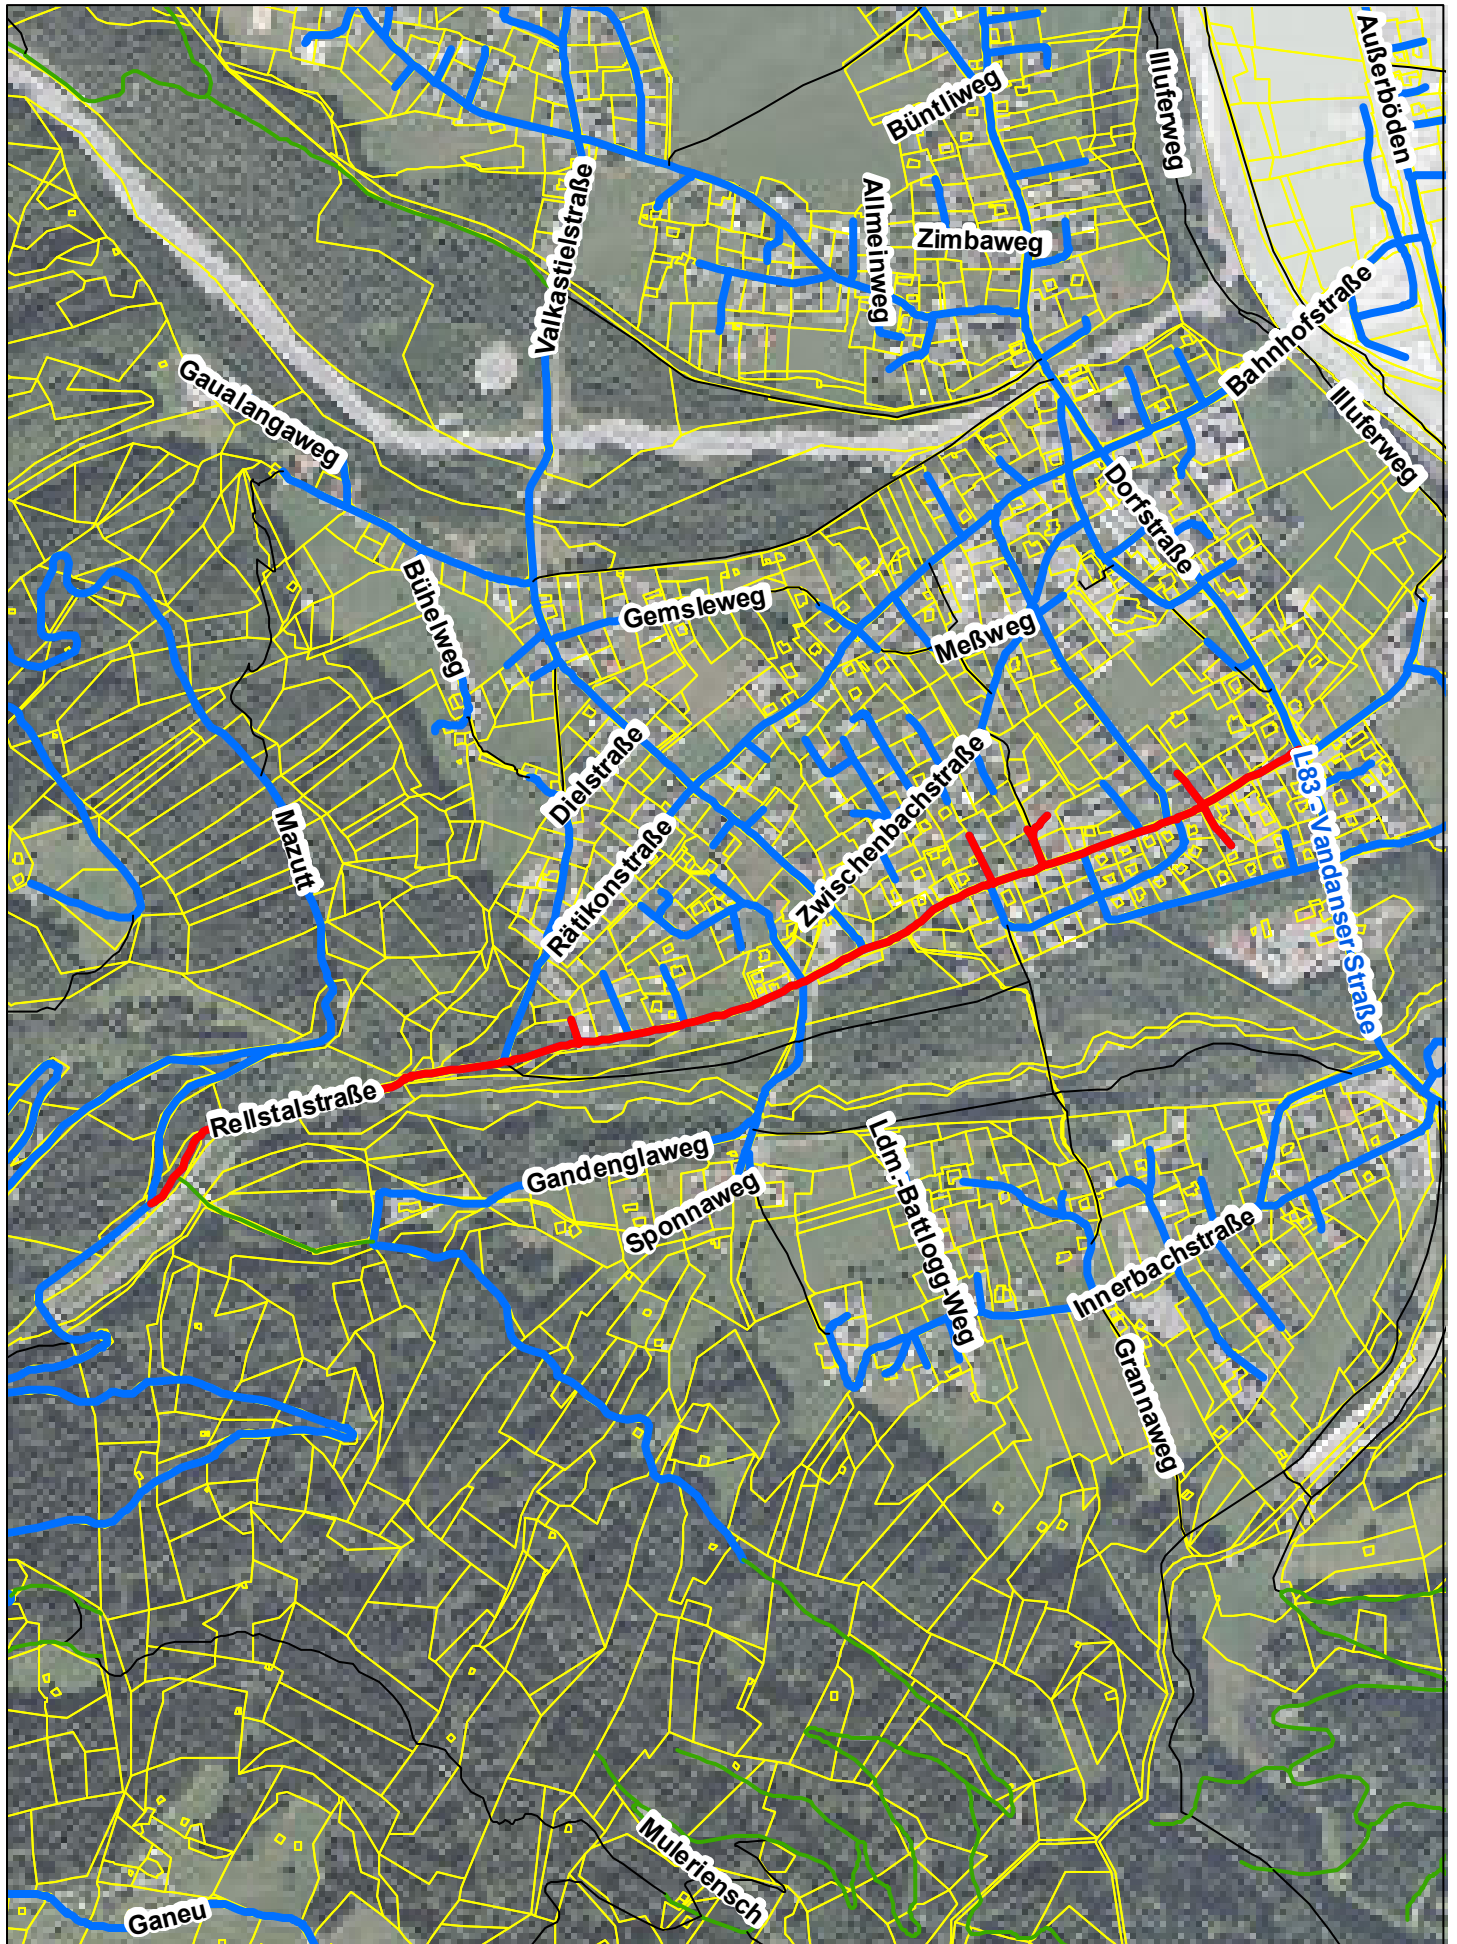 Außerböden
Illuferweg
Büntliweg
Valkastielstraße
Allmeinweg
Zimbaweg
Bahnhofstraße
Gaualangaweg
Illuferweg
Dorfstraße
Bühelweg
Gemsleweg
Meßweg
Dielstraße
Zwischenbachstraße
L83 - Vandanser Straße
Mazutt
Rätikonstraße
Rellstalstraße
Gandenglaweg
Ldm.-Battlogg-Weg
Sponnaweg
Innerbachstraße
Grannaweg
Muleriensch
Ganeu